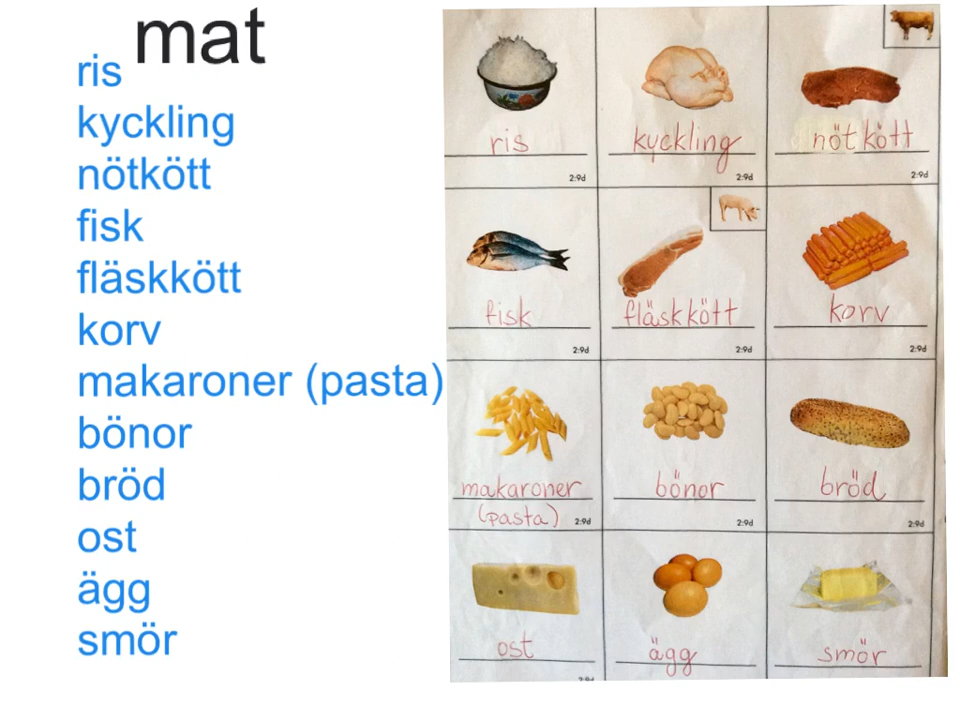 mat
ris
kyckling
nötkött
fisk
fläskkött
korv
makaroner (pasta)
bönor
bröd
ost
ägg
smör
ris
kyckling
nötkött
2:9d
2:9d
2:9d
fisk
fläskkött
korv
2:9d
2:9d
2:9d
makaroner
(pasta)
bönor
bröd
2:9d
2:9d
2:9d
ost
ägg
smör